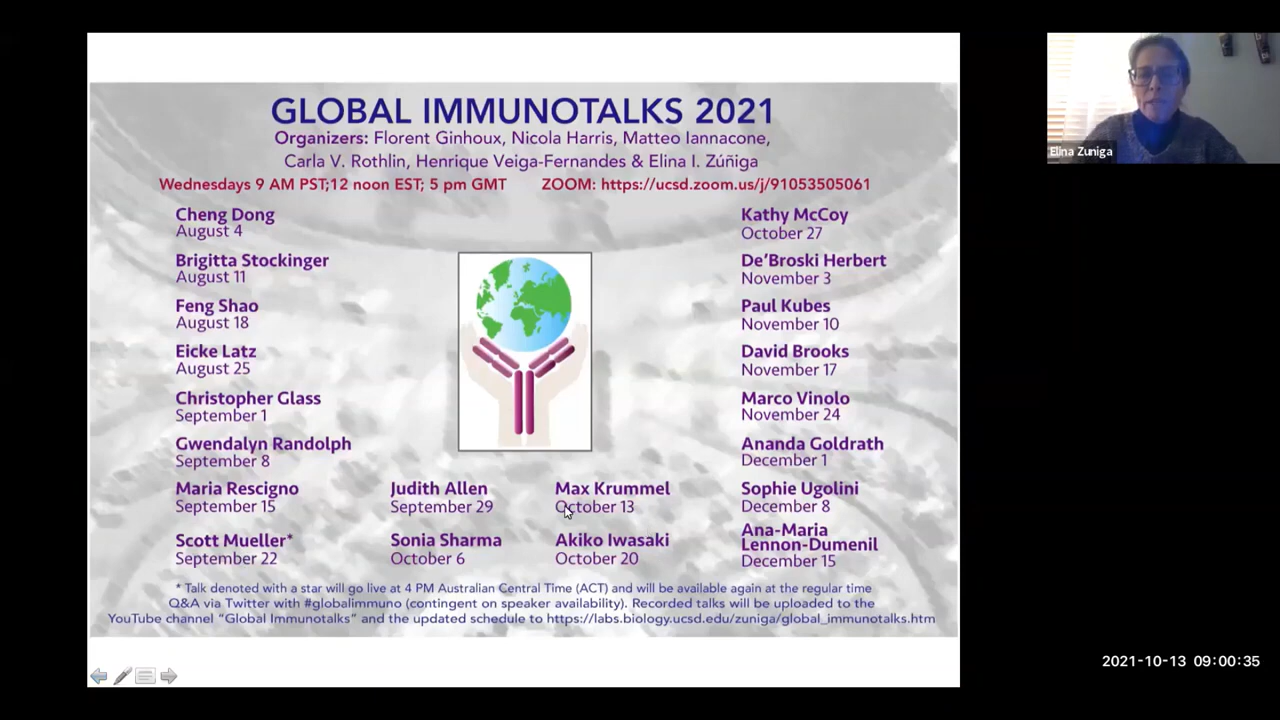 GLOBAL IMMUNOTALKS 2021
Organizers: Florent Ginhoux, Nicola Harris, Matteo Iannacone,
Carla V. Rothlin, Henrique Veiga-Fernandes & Elina I. Zúñiga
Wednesdays 9 AM PST;12 noon EST; 5 pm GMT ZOOM: https://ucsd.zoom.us/j/91053505061
Cheng Dong
August 4
Brigitta Stockinger
August 11
Feng Shao
August 18
Eicke Latz
August 25
Christopher Glass
September 1
Gwendalyn Randolph
September 8
Maria Rescigno
September 15
Scott Mueller*
September 22
Judith Allen
September 29
Sonia Sharma
October 6
Max Krummel
October 13
Akiko Iwasaki
October 20
Kathy McCoy
October 27
De'Broski Herbert
November 3
Paul Kubes
November 10
David Brooks
November 17
Marco Vinolo
November 24
Ananda Goldrath
December 1
Sophie Ugolini
December 8
Ana-Maria
Lennon-Dumenil
December 15
* Talk denoted with a star will go live at 4 PM Australian Central Time (ACT) and will be available again at the regular time
Q&A via Twitter with #globalimmuno (contingent on speaker availability). Recorded talks will be uploaded to the
YouTube channel "Global Immunotalks" and the updated schedule to https://labs.biology.ucsd.edu/zuniga/global_immunotalks.htm
Elina Zuniga
2021-10-13 09:00:35